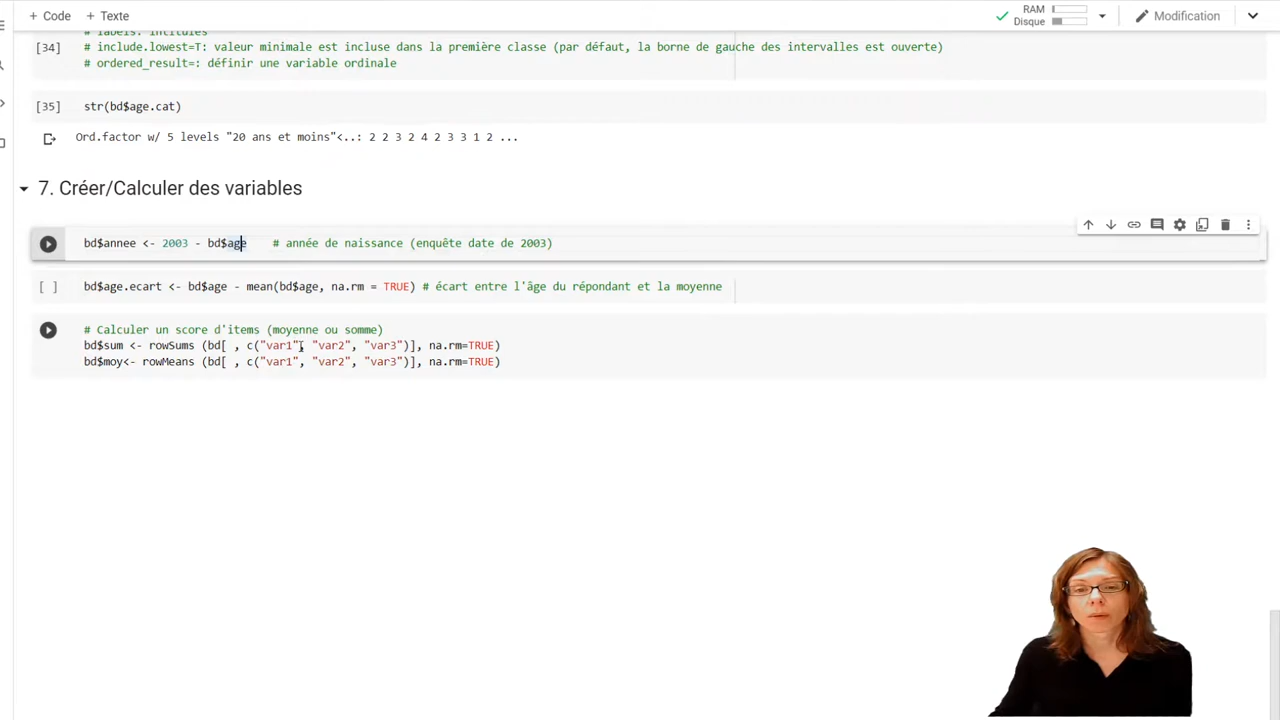 + Code + Texte
RAM
Disque
Modification
# labels: intitulés
[34] # include.lowest=T: valeur minimale est incluse dans la première classe (par défaut, la borne de gauche des intervalles est ouverte)
# ordered_result=: définir une variable ordinale
[35] str(bd$age.cat)
Ord.factor w/ 5 levels "20 ans et moins"<..: 2 2 3 2 4 2 3 3 1 2 ...
7. Créer/Calculer des variables
bd$annee <- 2003 - bd$age # année de naissance (enquête date de 2003)
[ ] bd$age.ecart <- bd$age - mean(bd$age, na.rm = TRUE) # écart entre l'âge du répondant et la moyenne
# Calculer un score d'items (moyenne ou somme)
bd$sum <- rowSums (bd[ , c("var1", "var2", "var3")], na.rm=TRUE)
bd$moy<- rowMeans (bd[ , c("var1", "var2", "var3")], na.rm=TRUE)